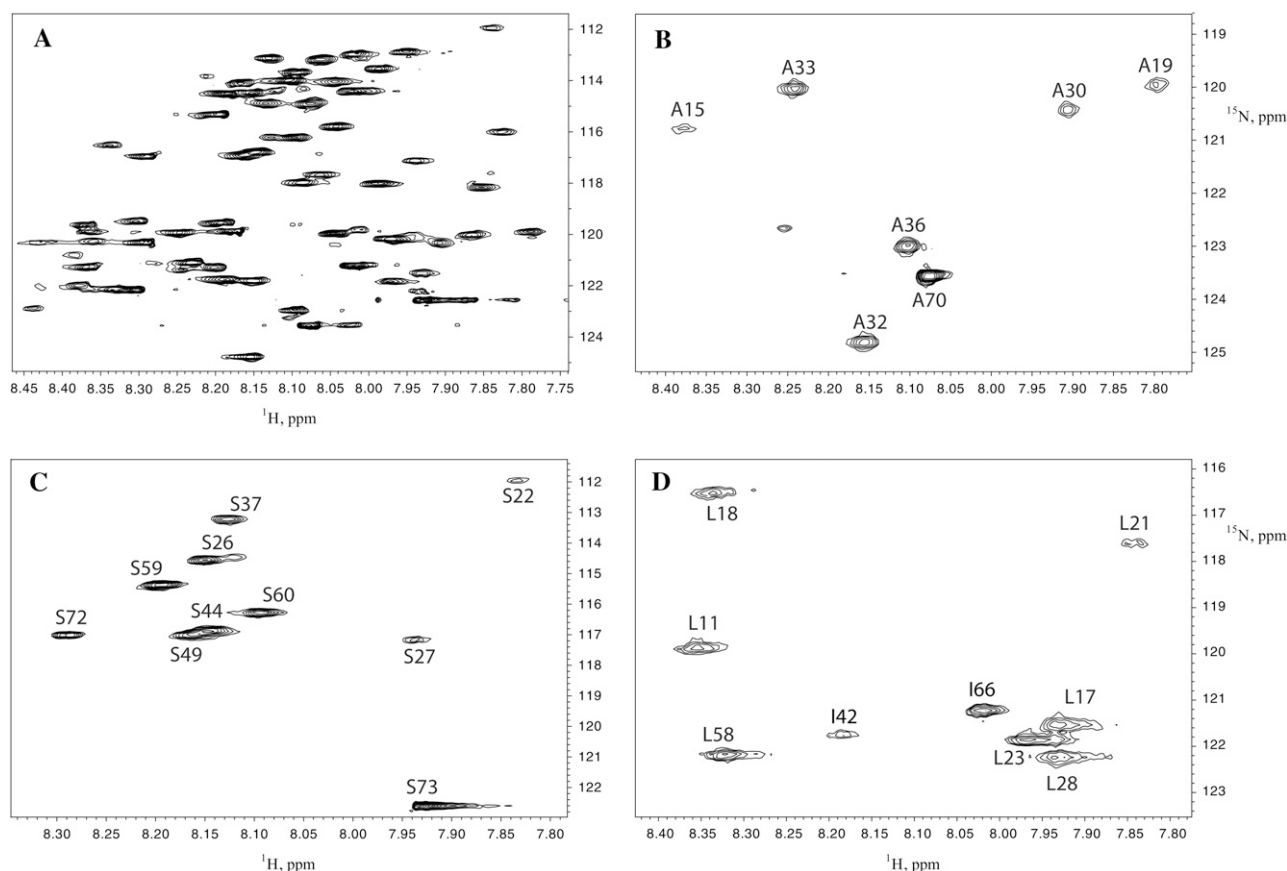 A
112
114
116
118
120
122
124
8.45 8.40 8.35 8.30 8.25 8.20 8.15 8.10 8.05 8.00 7.95 7.90 7.85 7.80 7.75 7.74
¹H, ppm
B
A33
A19
A15
A30
A36
A70
A32
119
120
¹⁵N, ppm
121
122
123
124
125
8.40 8.35 8.30 8.25 8.20 8.15 8.10 8.05 8.00 7.95 7.90 7.85 7.80
¹H, ppm
C
S22
S37
S26
S59
S60
S72
S44
S49
S27
S73
112
113
114
115
116
117
118
119
120
121
122
8.30 8.25 8.20 8.15 8.10 8.05 8.00 7.95 7.90 7.85 7.80
¹H, ppm
D
L18
L21
L11
I66
L17
I42
L58
L23
L28
116
117
¹⁵N, ppm
118
119
120
121
122
123
8.40 8.35 8.30 8.25 8.20 8.15 8.10 8.05 8.00 7.95 7.90 7.85 7.80
¹H, ppm